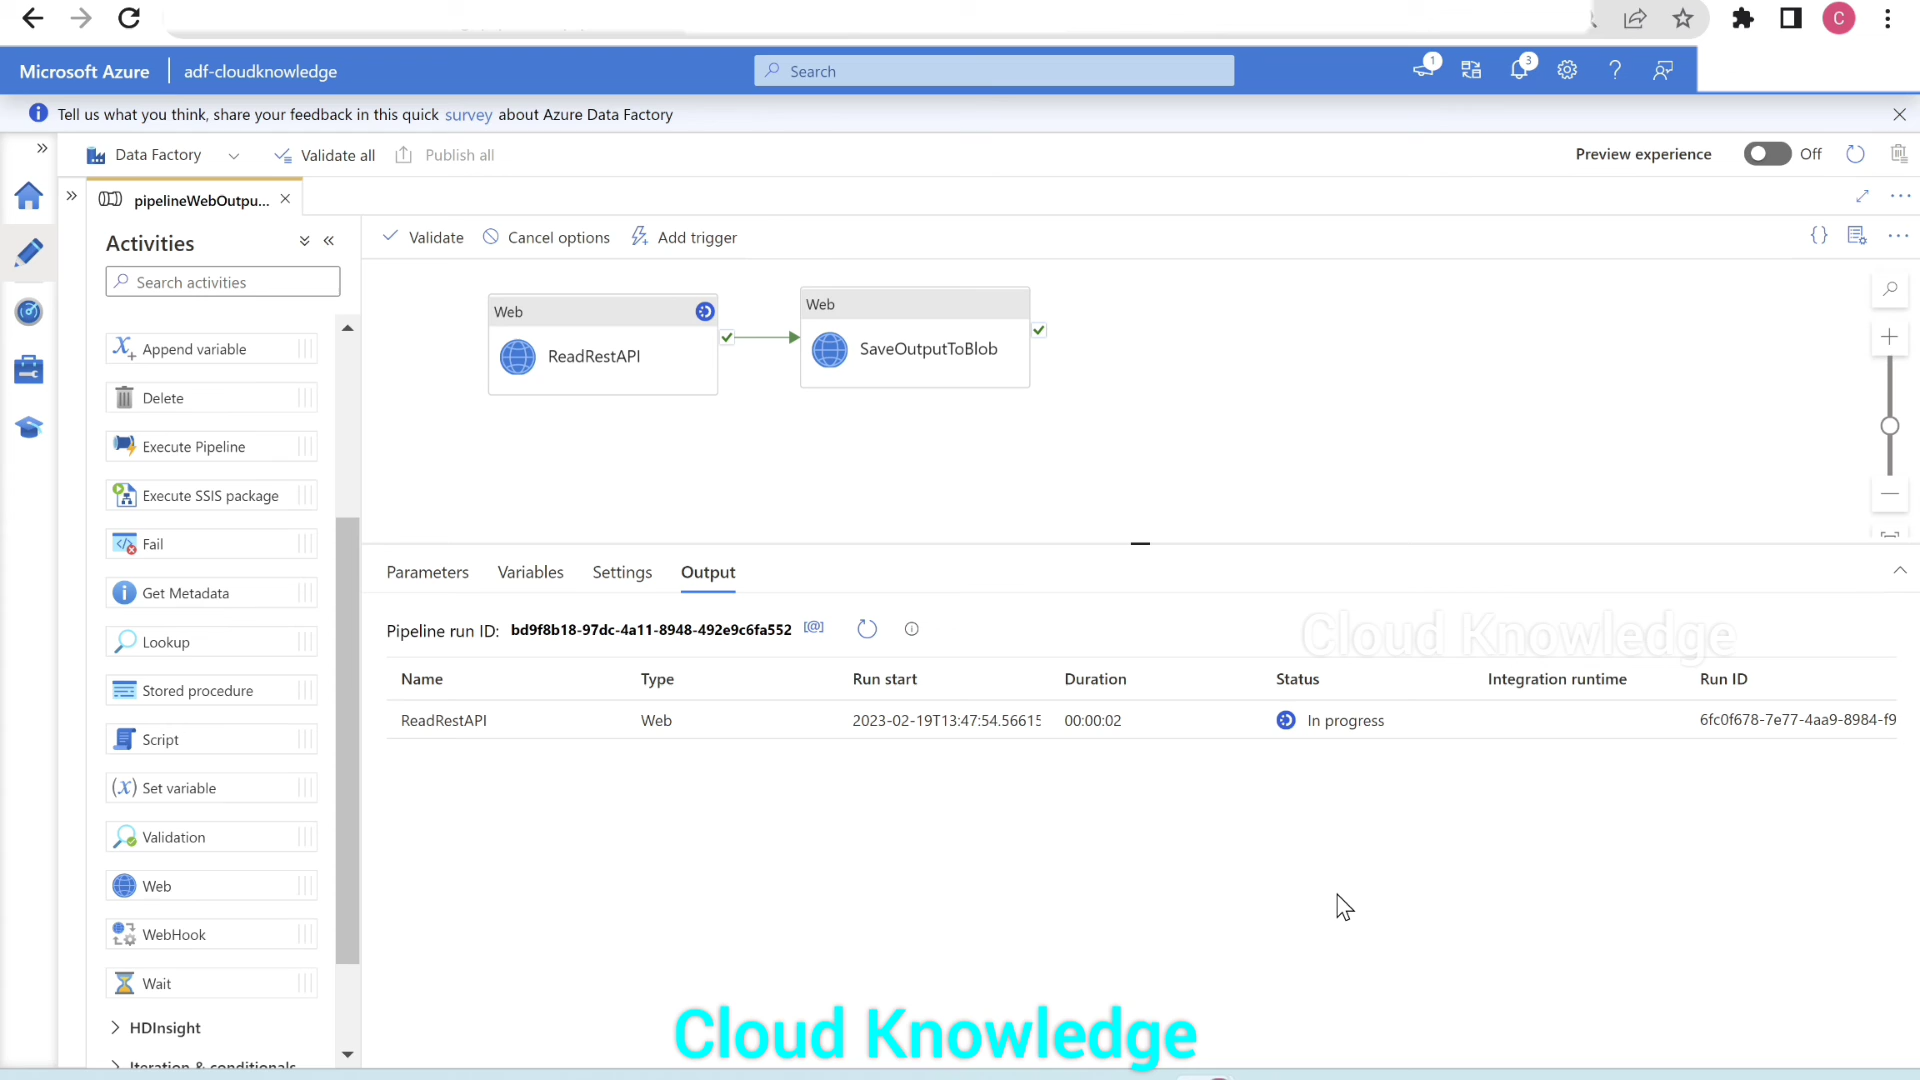 C
Microsoft Azure
adf-cloudknowledge
Search
1
3
Tell us what you think, share your feedback in this quick survey about Azure Data Factory
Data Factory
Validate all
Publish all
Preview experience
Off
pipelineWebOutpu...
Activities
Validate
Cancel options
Add trigger
Search activities
Append variable
Delete
Execute Pipeline
Execute SSIS package
Fail
Get Metadata
Lookup
Stored procedure
Script
Set variable
Validation
Web
WebHook
Wait
HDInsight
Iteration & conditionals
Web
ReadRestAPI
Web
SaveOutputToBlob
Parameters
Variables
Settings
Output
Pipeline run ID: bd9f8b18-97dc-4a11-8948-492e9c6fa552
Cloud Knowledge
Name
Type
Run start
Duration
Status
Integration runtime
Run ID
ReadRestAPI
Web
2023-02-19T13:47:54.56615
00:00:02
In progress
6fc0f678-7e77-4aa9-8984-f9
Cloud Knowledge